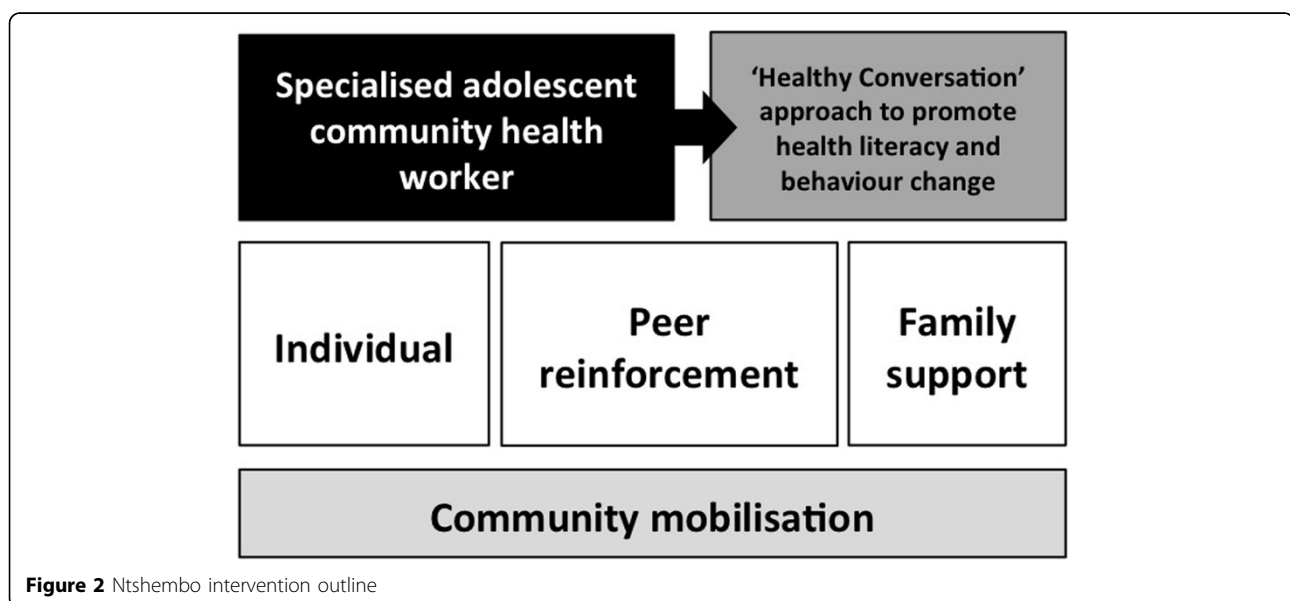 Specialised adolescent
community health
worker
‘Healthy Conversation’
approach to promote
health literacy and
behaviour change
Individual
Peer
reinforcement
Family
support
Community mobilisation
Figure 2 Ntshembo intervention outline